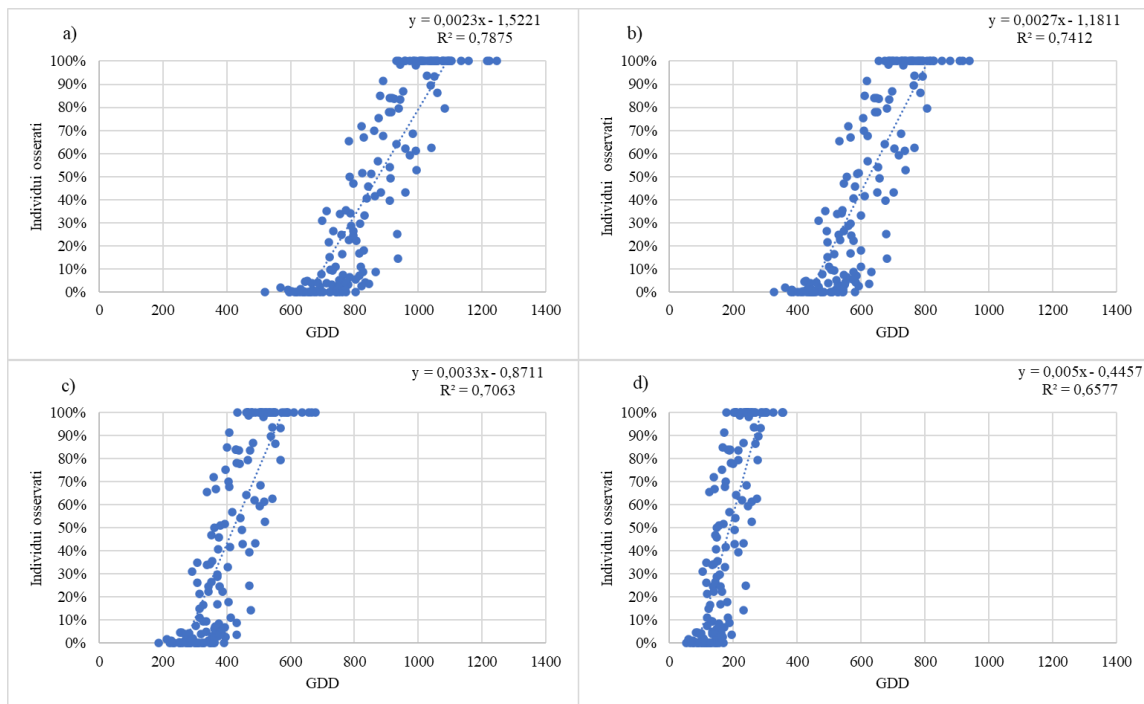 a)
y = 0,0023x - 1,5221
R² = 0,7875
100%
90%
80%
70%
60%
50%
40%
30%
20%
10%
0%
Individui osserati
0 200 400 600 800 1000 1200 1400
GDD
b)
y = 0,0027x - 1,1811
R² = 0,7412
100%
90%
80%
70%
60%
50%
40%
30%
20%
10%
0%
Individui osservati
0 200 400 600 800 1000 1200 1400
GDD
c)
y = 0,0033x - 0,8711
R² = 0,7063
100%
90%
80%
70%
60%
50%
40%
30%
20%
10%
0%
Individui osservati
0 200 400 600 800 1000 1200 1400
GDD
d)
y = 0,005x - 0,4457
R² = 0,6577
100%
90%
80%
70%
60%
50%
40%
30%
20%
10%
0%
Individui osservati
0 200 400 600 800 1000 1200 1400
GDD